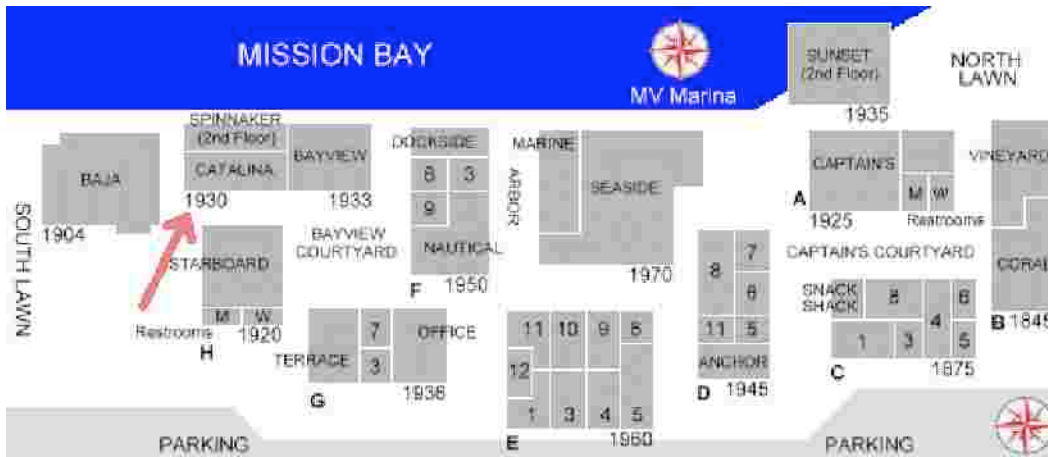 MISSION BAY
MV Marina
SUNSET
(2nd Floor)
1935
NORTH
LAWN
SPINNAKER
(2nd Floor)
CATALINA
1930
BAYVIEW
1933
BAJA
1904
SOUTH LAWN
DOCKSIDE
8 3
9
NAUTICAL
F 1950
MARINE
ARBOR
SEASIDE
1970
CAPTAIN'S
A
1925
M W
Restrooms
VINEYARD
CORAL
B 1845
STARBOARD
M W
Restrooms
H 1920
BAYVIEW
COURTYARD
CAPTAIN'S COURTYARD
TERRACE
7
3
OFFICE
G 1936
11 10 9 8
12
1 3 4 5
E 1960
8 7
6
11 5
ANCHOR
D 1945
SNACK
SHACK
8 4 6
1 3 5
C 1875
PARKING
PARKING